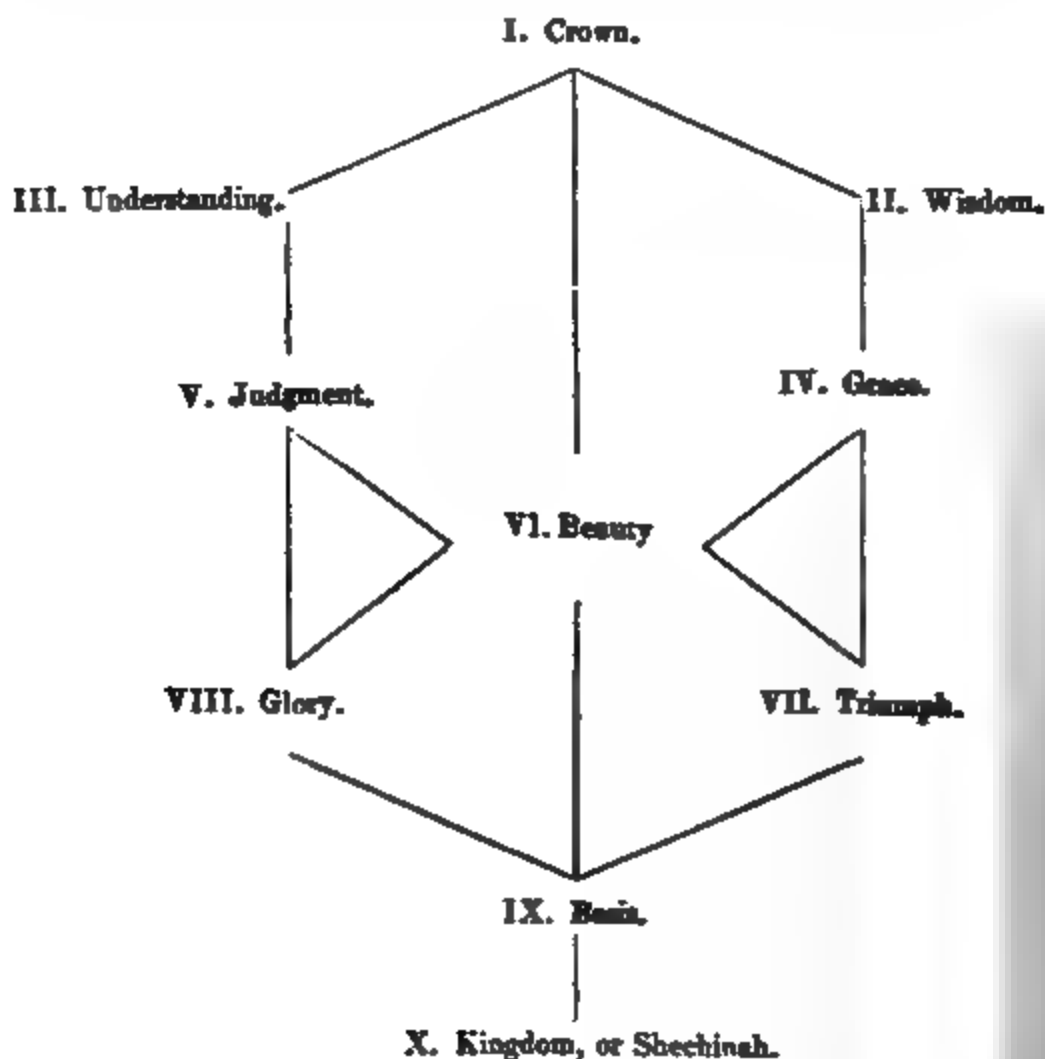 I. Crown.
III. Understanding. II. Wisdom.
V. Judgment. IV. Grace.
VI. Beauty
VIII. Glory. VII. Triumph.
IX. Basis.
X. Kingdom, or Shechinah.